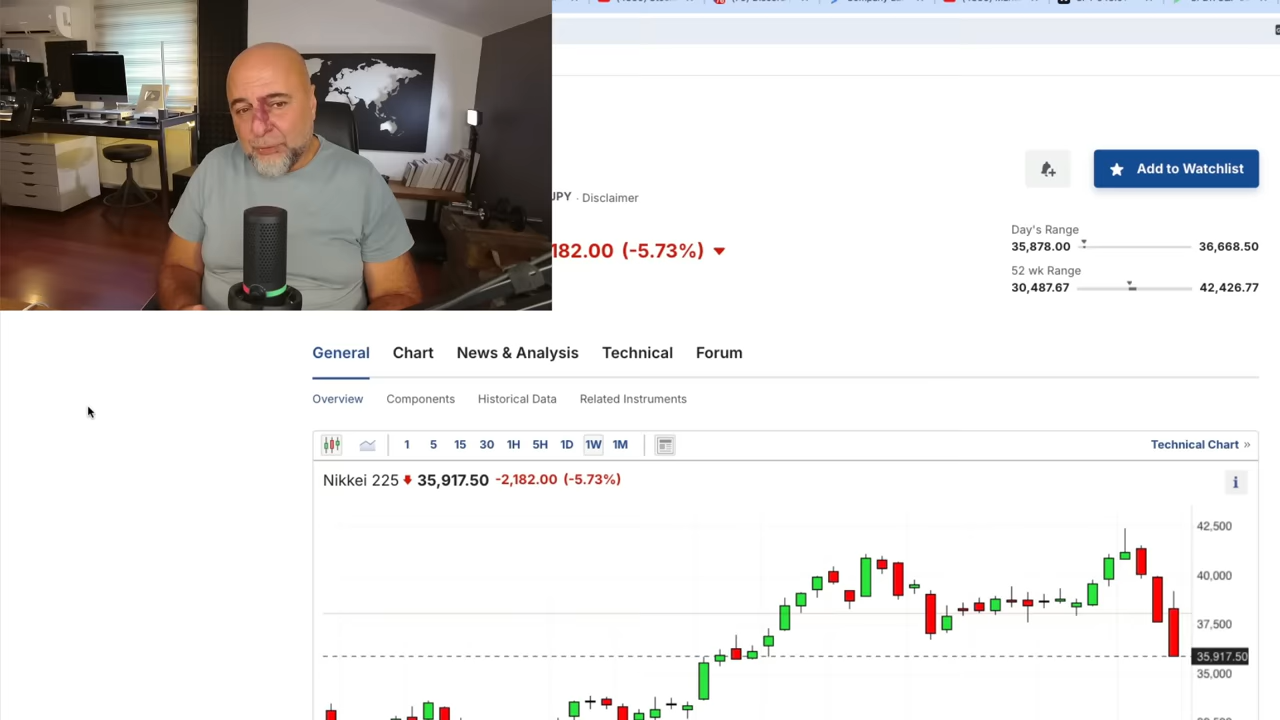 Add to Watchlist
JPY · Disclaimer
182.00 (-5.73%)
Day's Range
35,878.00 36,668.50
52 wk Range
30,487.67 42,426.77
General Chart News & Analysis Technical Forum
Overview Components Historical Data Related Instruments
1 5 15 30 1H 5H 1D 1W 1M Technical Chart »
Nikkei 225 35,917.50 -2,182.00 (-5.73%)
i
42,500
40,000
37,500
35,917.50
35,000